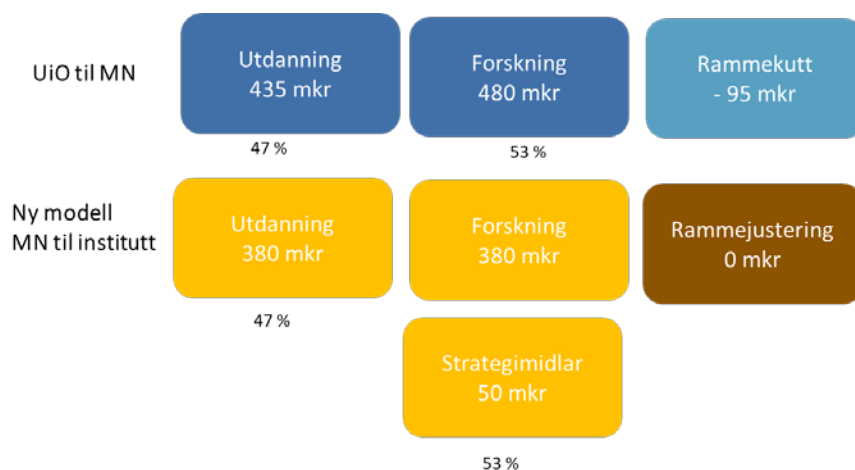 UiO til MN
Utdanning
435 mkr
Forskning
480 mkr
Rammekutt
- 95 mkr
47 %
53 %
Ny modell
MN til institutt
Utdanning
380 mkr
Forskning
380 mkr
Rammejustering
0 mkr
47 %
Strategimidlar
50 mkr
53 %